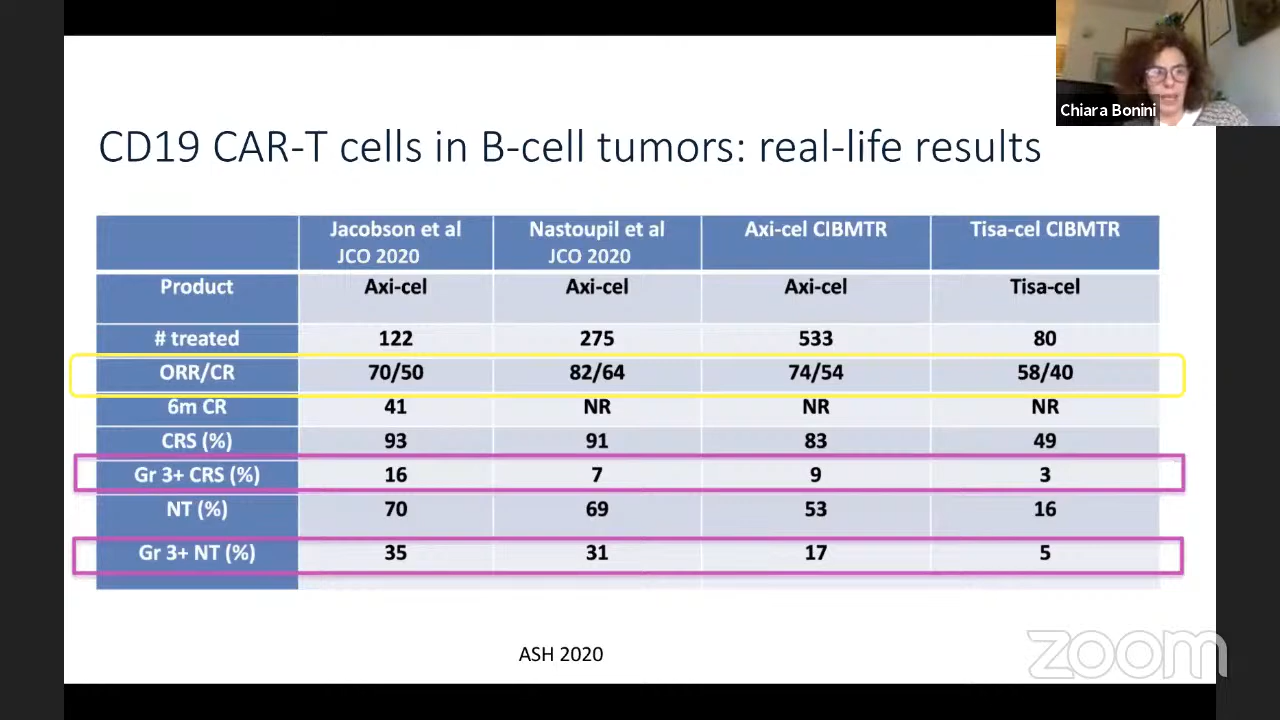 Chiara Bonini
CD19 CAR-T cells in B-cell tumors: real-life results
Jacobson et al JCO 2020 Nastoupil et al JCO 2020 Axi-cel CIBMTR Tisa-cel CIBMTR
Product Axi-cel Axi-cel Axi-cel Tisa-cel
# treated 122 275 533 80
ORR/CR 70/50 82/64 74/54 58/40
6m CR 41 NR NR NR
CRS (%) 93 91 83 49
Gr 3+ CRS (%) 16 7 9 3
NT (%) 70 69 53 16
Gr 3+ NT (%) 35 31 17 5
ASH 2020
zoom